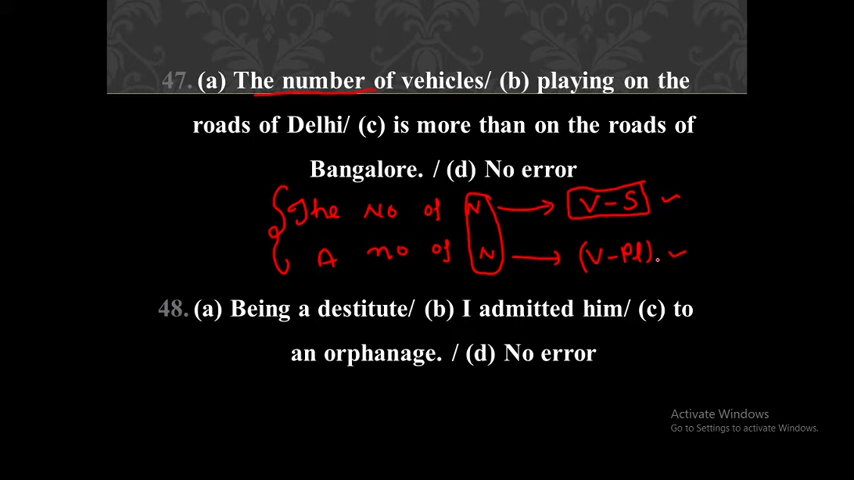 47. (a) The number of vehicles/ (b) playing on the
roads of Delhi/ (c) is more than on the roads of
Bangalore. / (d) No error
The No of N → V-S ✓
A no of N → (V-Pl). ✓
48. (a) Being a destitute/ (b) I admitted him/ (c) to
an orphanage. / (d) No error
Activate Windows
Go to Settings to activate Windows.